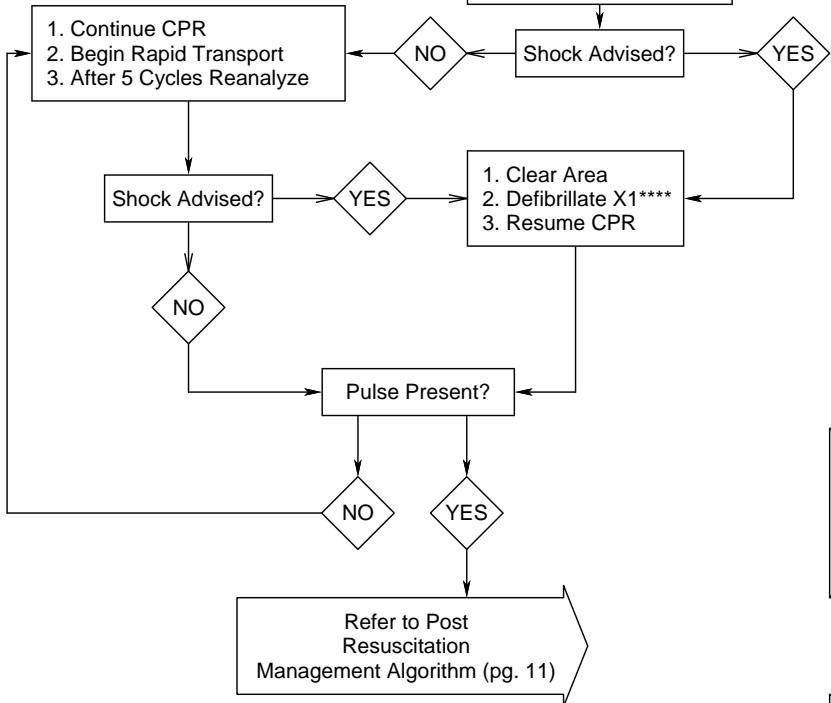 1. Continue CPR
2. Begin Rapid Transport
3. After 5 Cycles Reanalyze
NO
Shock Advised?
YES
Shock Advised?
YES
1. Clear Area
2. Defibrillate X1****
3. Resume CPR
NO
Pulse Present?
NO
YES
Refer to Post
Resuscitation
Management Algorithm (pg. 11)